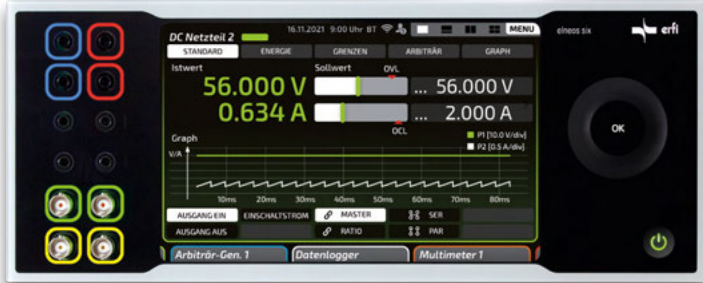 DC Netzteil 2 16.11.2021 9:00 Uhr BT MENU
eineos six erfi
STANDARD ENERGIE GRENZEN ARBITRÄR GRAPH
Istwert Sollwert OVL
56.000 V ... 56.000 V
0.634 A ... 2.000 A
OCL
OK
Graph P1 [10.0 V/div]
V/A P2 [0.5 A/div]
10ms 20ms 30ms 40ms 50ms 60ms 70ms 80ms
AUSGANG EIN EINSCHALTSTROM MASTER SER
AUSGANG AUS RATIO PAR
Arbiträr-Gen. 1 Datenlogger Multimeter 1